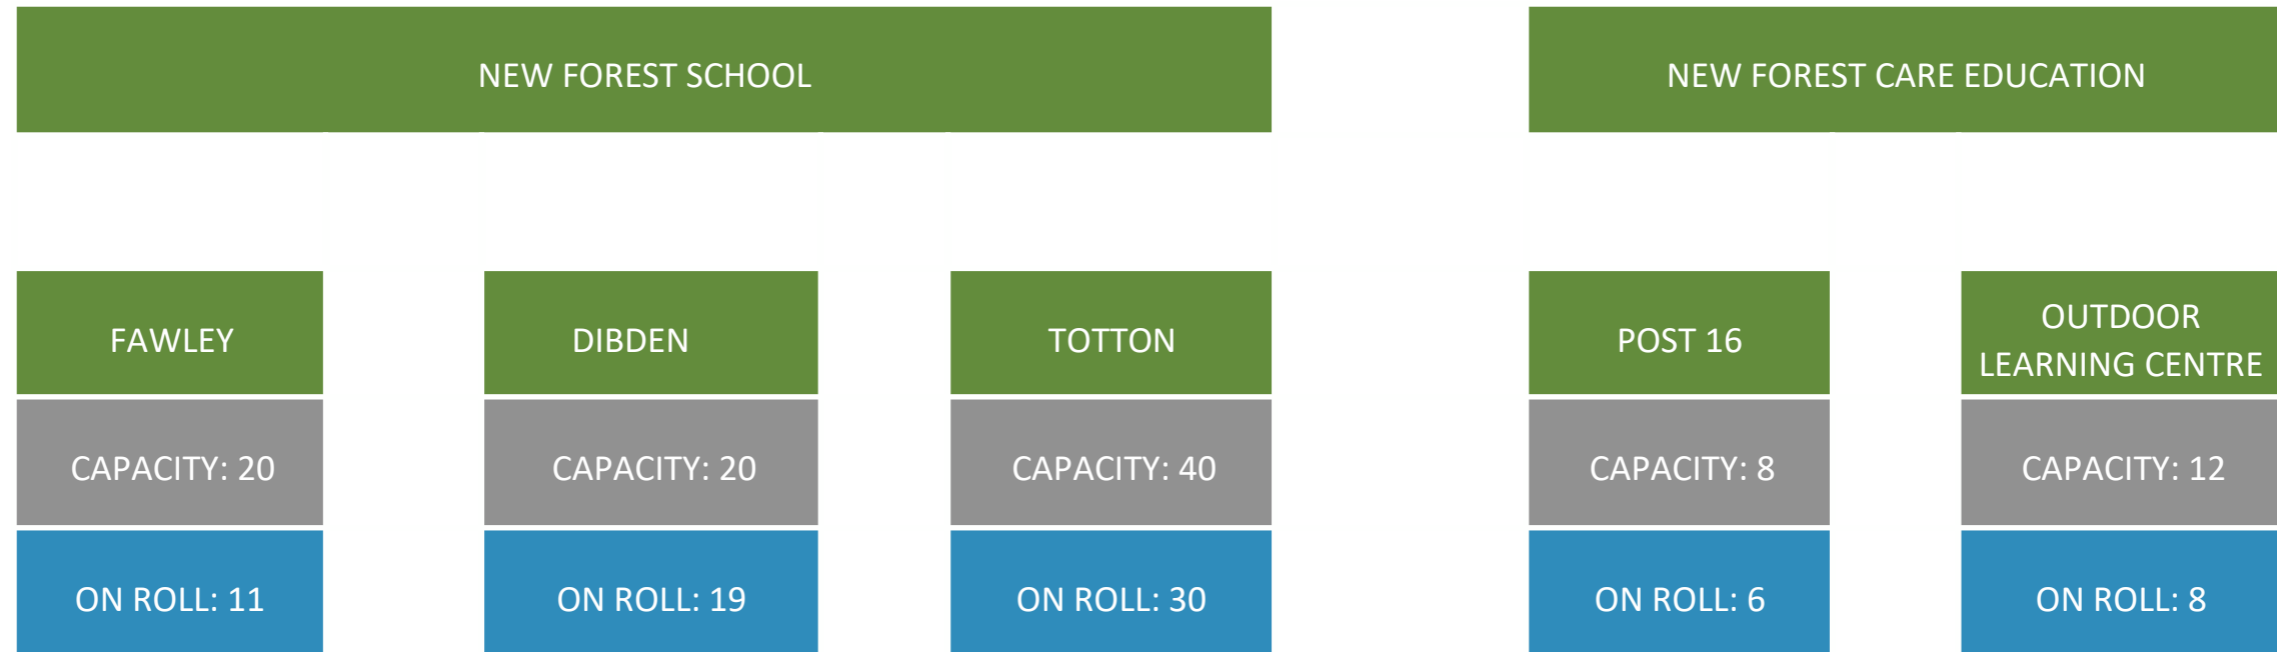 NEW FOREST SCHOOL
NEW FOREST CARE EDUCATION
FAWLEY
CAPACITY: 20
ON ROLL: 11
DIBDEN
CAPACITY: 20
ON ROLL: 19
TOTTON
CAPACITY: 40
ON ROLL: 30
POST 16
CAPACITY: 8
ON ROLL: 6
OUTDOOR
LEARNING CENTRE
CAPACITY: 12
ON ROLL: 8